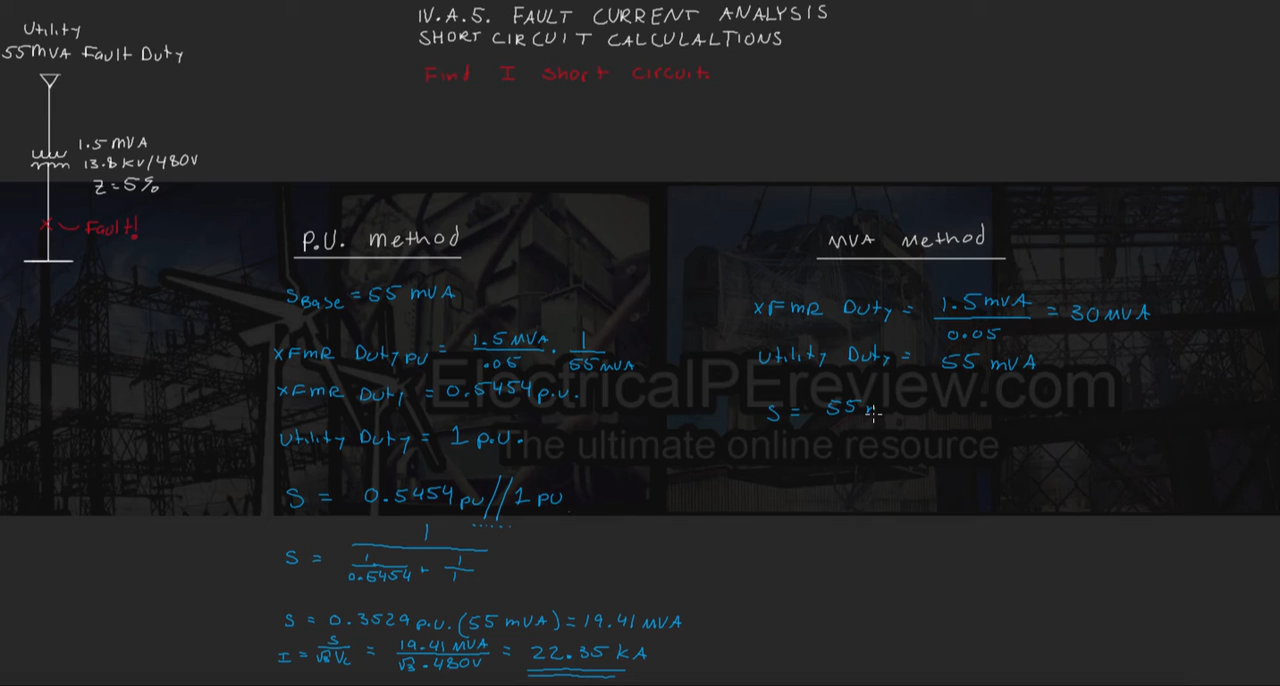 IV.A.5. FAULT CURRENT ANALYSIS
SHORT CIRCUIT CALCULALTIONS
Find I short circuit
Utility
55MVA Fault Duty
1.5 MVA
13.8 kV/480V
Z=5%
Fault!
P.U. method
SBASE = 55 MVA
XFMR Duty PU = 1.5 MVA / .05 · 1 / 55 MVA
XFMR Duty = 0.5454 p.u.
Utility Duty = 1 p.u.
S = 0.5454 pu // 1 pu
S = 1 / (1/0.5454 + 1/1)
S = 0.3529 p.u. (55 MVA) = 19.41 MVA
I = S/√3 VL = 19.41 MVA / √3 · 480V = 22.35 kA
MVA Method
XFMR Duty = 1.5MVA / 0.05 = 30 MVA
Utility Duty = 55 MVA
S = 55
ElectricalPEreview.com
The ultimate online resource